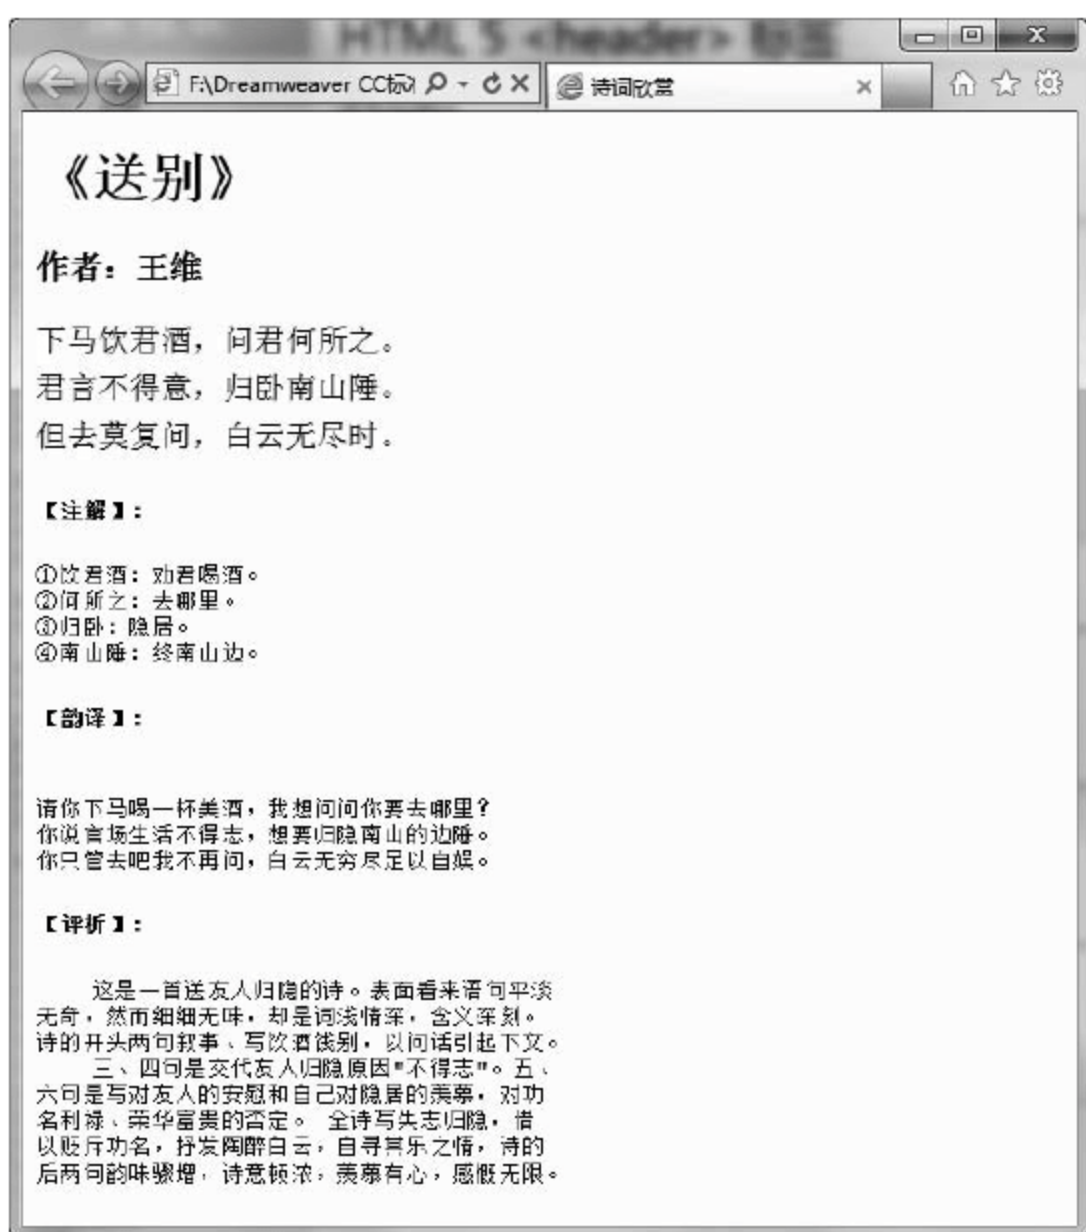 HTML 5 <header> 标签
F:\Dreamweaver CC标
诗词欣赏
《送别》
作者：王维
下马饮君酒，问君何所之。
君言不得意，归卧南山陲。
但去莫复问，白云无尽时。
【注解】：
①饮君酒：劝君喝酒。
②何所之：去哪里。
③归卧：隐居。
④南山陲：终南山边。
【韵译】：
请你下马喝一杯美酒，我想问问你要去哪里？
你说官场生活不得志，想要归隐南山的边陲。
你只管去吧我不再问，白云无穷尽足以自娱。
【评析】：
这是一首送友人归隐的诗。表面看来语句平淡
无奇，然而细细无味，却是词浅情深，含义深刻。
诗的开头两句叙事、写饮酒饯别，以问话引起下文。
三、四句是交代友人归隐原因"不得志"。五、
六句是写对友人的安慰和自己对隐居的羡慕，对功
名利禄、荣华富贵的否定。 全诗写失志归隐，借
以贬斥功名，抒发陶醉白云，自寻其乐之情，诗的
后两句韵味骤增，诗意顿浓，羡慕有心，感慨无限。